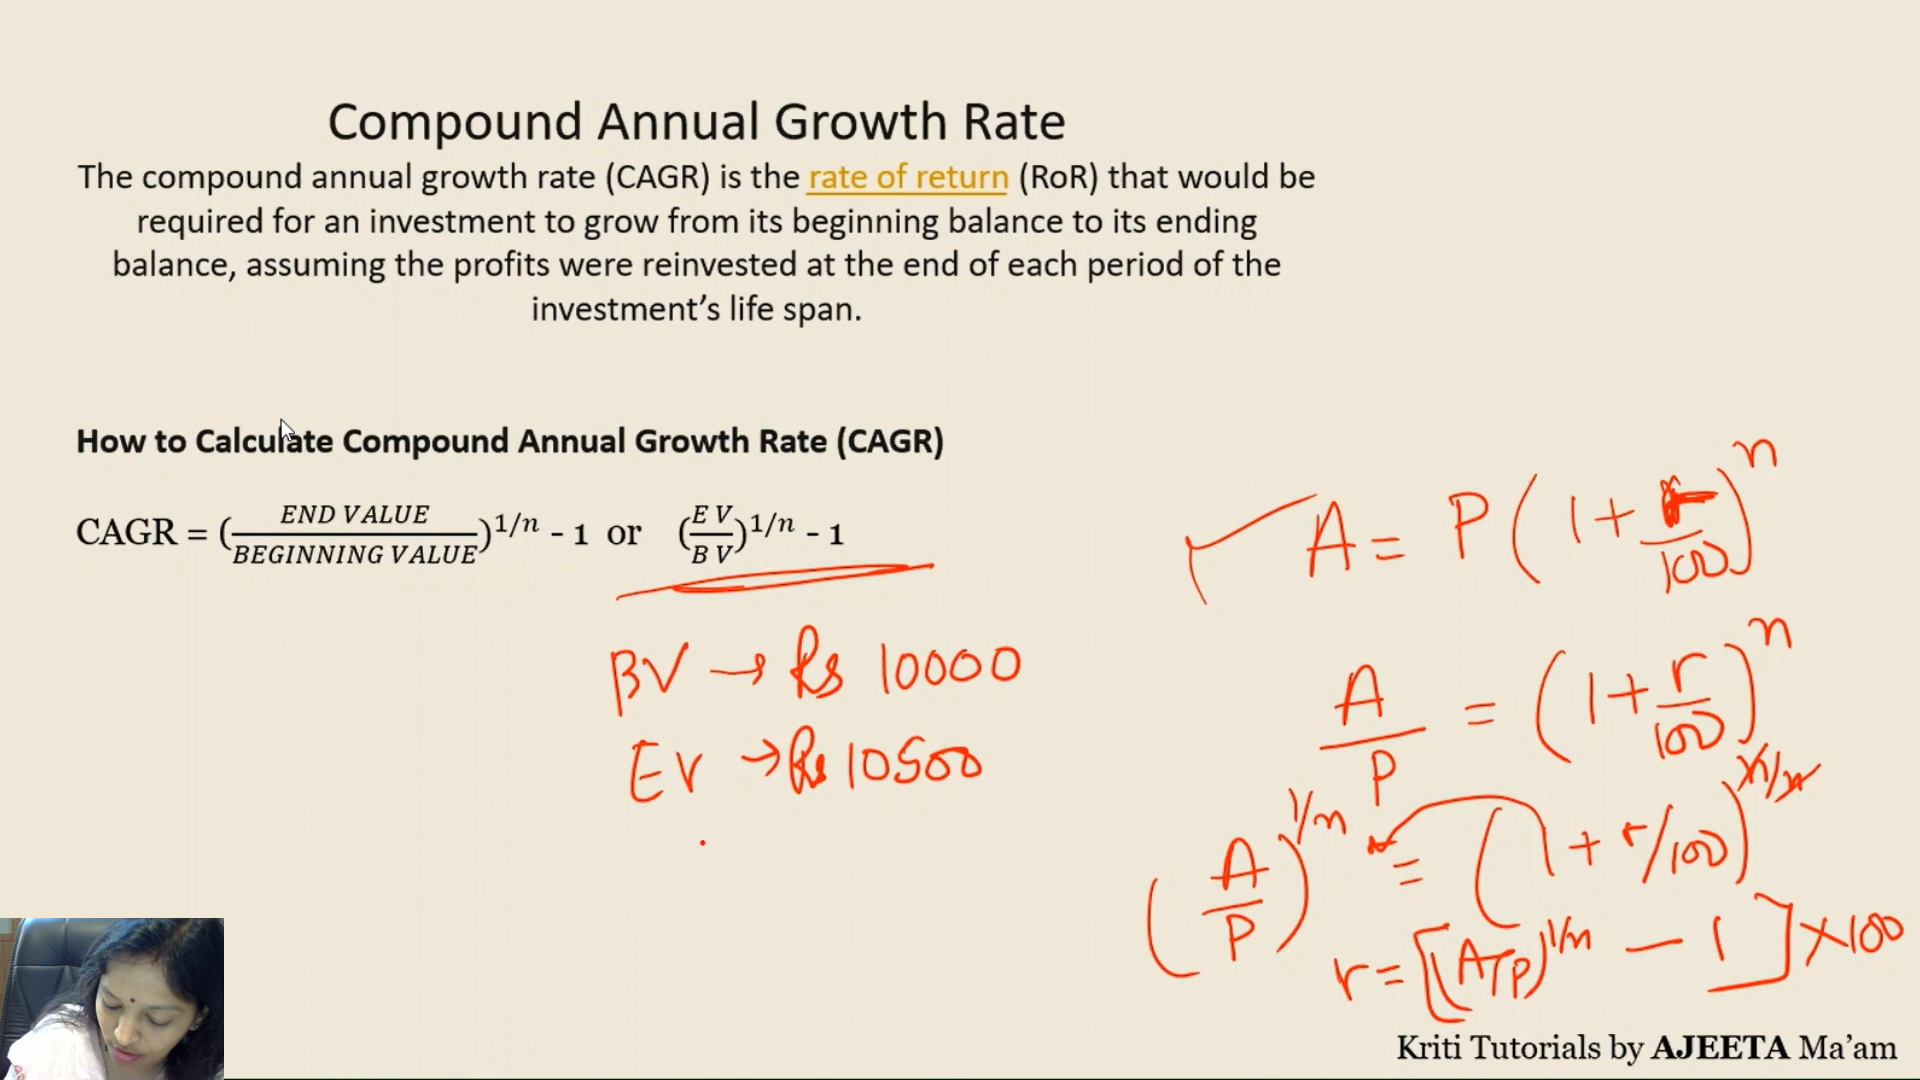 Compound Annual Growth Rate
The compound annual growth rate (CAGR) is the rate of return (RoR) that would be
required for an investment to grow from its beginning balance to its ending
balance, assuming the profits were reinvested at the end of each period of the
investment’s life span.
How to Calculate Compound Annual Growth Rate (CAGR)
CAGR = (END VALUE/BEGINNING VALUE)^1/n - 1 or (E V/B V)^1/n - 1
BV → Rs 10000
EV → Rs 10500
A = P(1+r/100)^n
A/P = (1+r/100)^n
(A/P)^1/n = (1+r/100)^n/n
r = [(A/P)^1/n - 1]×100
Kriti Tutorials by AJEETA Ma’am